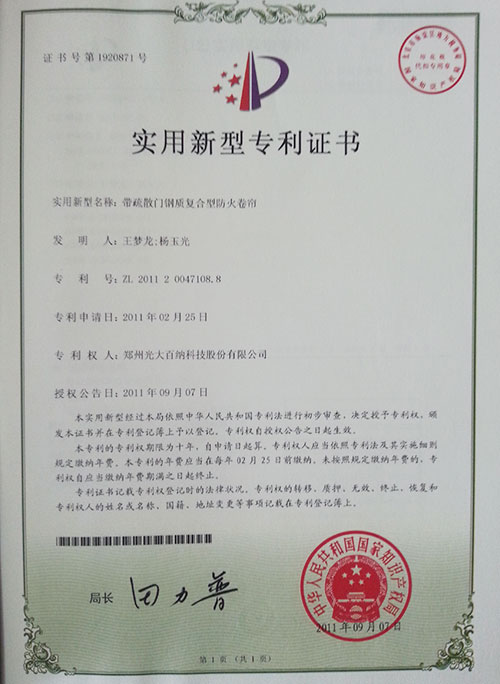 证书号第1920871号
实用新型专利证书
实用新型名称：带疏散门钢质复合型防火卷帘
发明人：王梦龙;杨玉光
专利号：ZL 2011 2 0047108.8
专利申请日：2011年02月25日
专利权人：郑州光大百纳科技股份有限公司
授权公告日：2011年09月07日
本实用新型经过本局依照中华人民共和国专利法进行初步审查，决定授予专利权，颁
发本证书并在专利登记簿上予以登记。专利权自授权公告之日起生效。
本专利的专利权期限为十年，自申请日起算。专利权人应当依照专利法及其实施细则
规定缴纳年费。本专利的年费应当在每年02月25日前缴纳。未按照规定缴纳年费的，专
利权自应当缴纳年费期满之日起终止。
专利证书记载专利权登记时的法律状况。专利权的转移、质押、无效、终止、恢复和
专利权人的姓名或名称、国籍、地址变更等事项记载在专利登记簿上。
局长 田力普
中华人民共和国国家知识产权局
2011年09月07日
第1页（共1页）